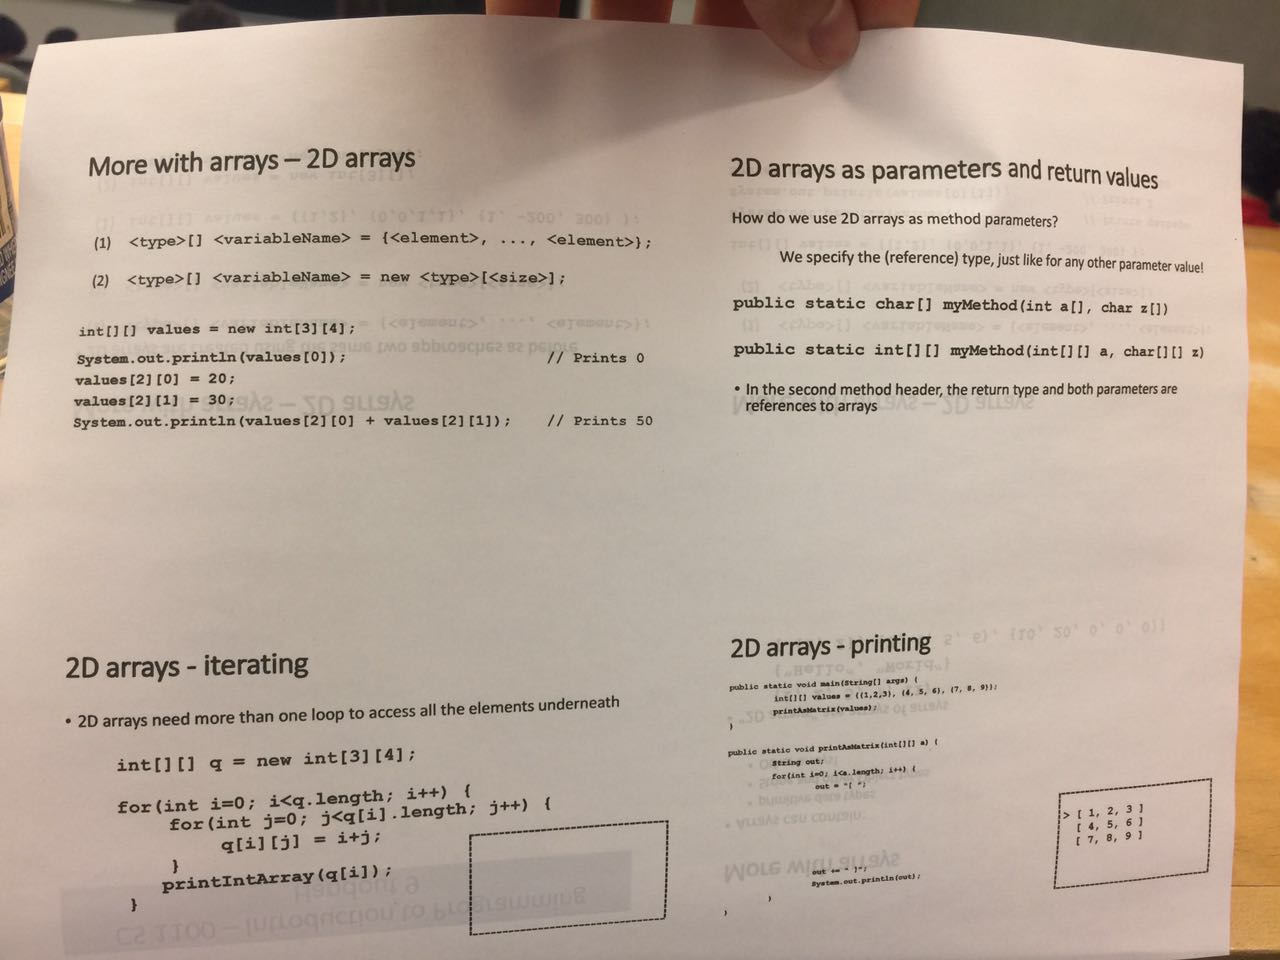 More with arrays – 2D arrays
(1) <type>[] <variableName> = {<element>, ..., <element>};
(2) <type>[] <variableName> = new <type>[<size>];
int[][] values = new int[3][4];
System.out.println(values[0]); // Prints 0
values[2][0] = 20;
values[2][1] = 30;
System.out.println(values[2][0] + values[2][1]); // Prints 50
2D arrays as parameters and return values
How do we use 2D arrays as method parameters?
We specify the (reference) type, just like for any other parameter value!
public static char[] myMethod(int a[], char z[])
public static int[][] myMethod(int[][] a, char[][] z)
• In the second method header, the return type and both parameters are
references to arrays
2D arrays - iterating
• 2D arrays need more than one loop to access all the elements underneath
int[][] q = new int[3][4];
for(int i=0; i<q.length; i++) {
for(int j=0; j<q[i].length; j++) {
q[i][j] = i+j;
}
printIntArray(q[i]);
}
2D arrays - printing
public static void main(String[] args) {
int[][] values = {{1,2,3}, {4, 5, 6}, {7, 8, 9}};
printAsMatrix(values);
}
public static void printAsMatrix(int[][] a) {
String out;
for(int i=0; i<a.length; i++) {
out = "[ ";
out += " ]";
System.out.println(out);
}
}
> [ 1, 2, 3 ]
[ 4, 5, 6 ]
[ 7, 8, 9 ]